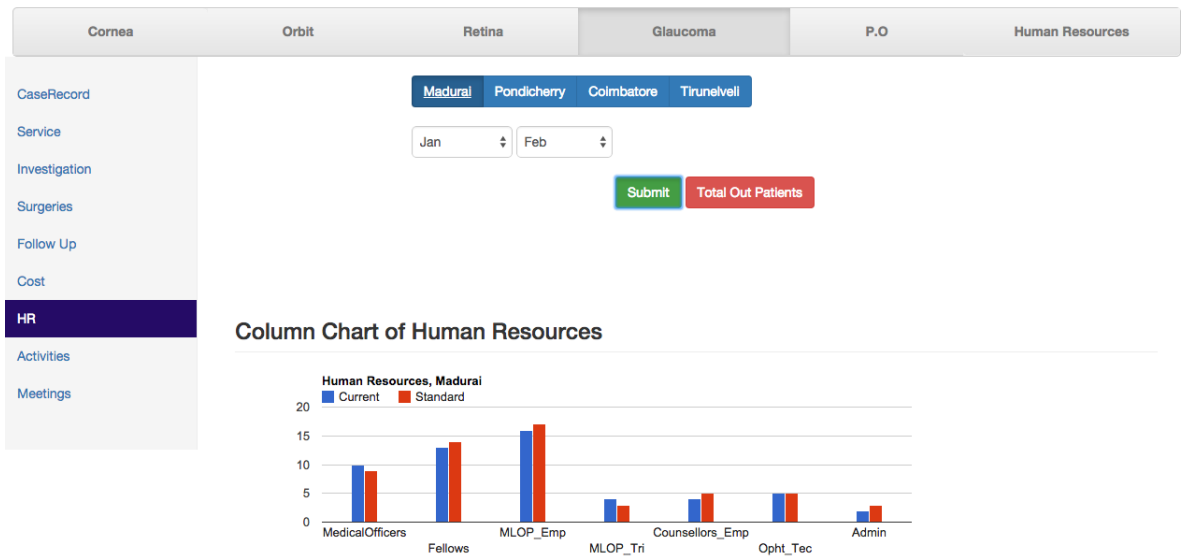 Cornea Orbit Retina Glaucoma P.O Human Resources
CaseRecord
Service
Investigation
Surgeries
Follow Up
Cost
HR
Activities
Meetings
Madurai Pondicherry Coimbatore Tirunelveli
Jan Feb
Submit Total Out Patients
Column Chart of Human Resources
Human Resources, Madurai
Current Standard
20
15
10
5
0
MedicalOfficers MLOP_Emp Counsellors_Emp Admin
Fellows MLOP_Tri Opht_Tec